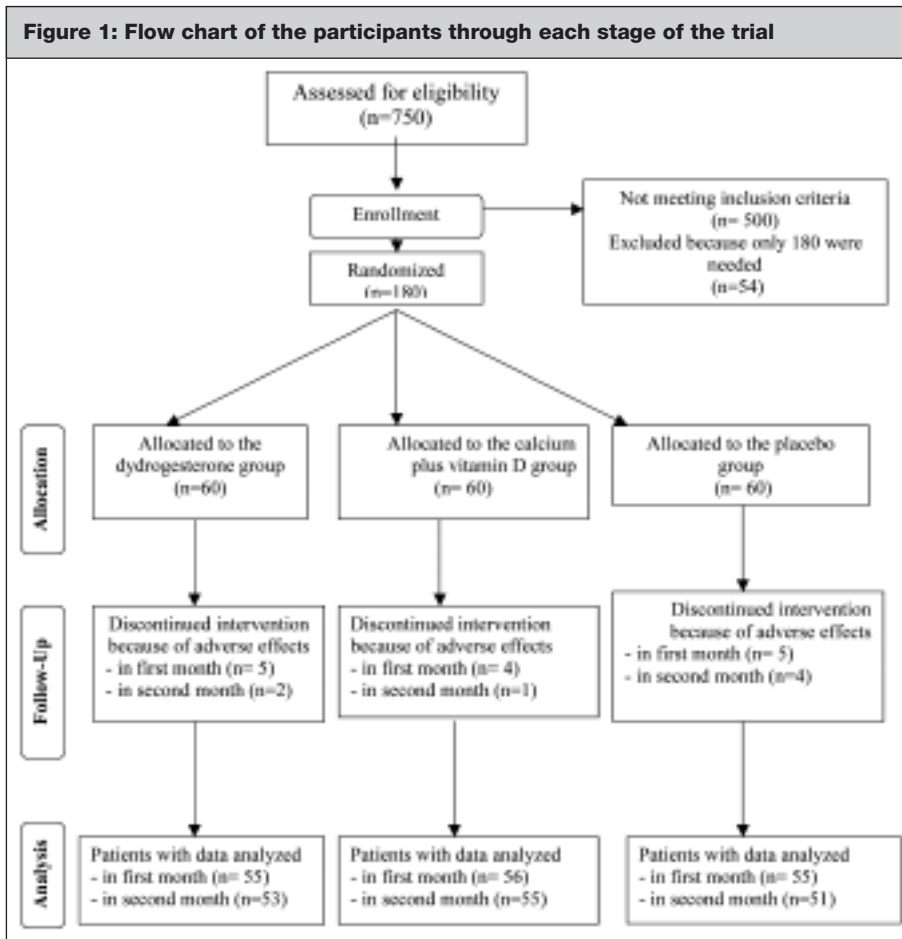 Figure 1: Flow chart of the participants through each stage of the trial
Assessed for eligibility
(n=750)
Enrollment
Not meeting inclusion criteria
(n= 500)
Excluded because only 180 were
needed
(n=54)
Randomized
(n=180)
Allocation
Allocated to the
dydrogesterone group
(n=60)
Allocated to the calcium
plus vitamin D group
(n= 60)
Allocated to the placebo
group
(n= 60)
Follow-Up
Discontinued intervention
because of adverse effects
- in first month (n= 5)
- in second month (n=2)
Discontinued intervention
because of adverse effects
- in first month (n= 4)
- in second month (n=1)
Discontinued intervention
because of adverse effects
- in first month (n= 5)
- in second month (n=4)
Analysis
Patients with data analyzed
- in first month (n= 55)
- in second month (n=53)
Patients with data analyzed
- in first month (n= 56)
- in second month (n=55)
Patients with data analyzed
- in first month (n= 55)
- in second month (n=51)